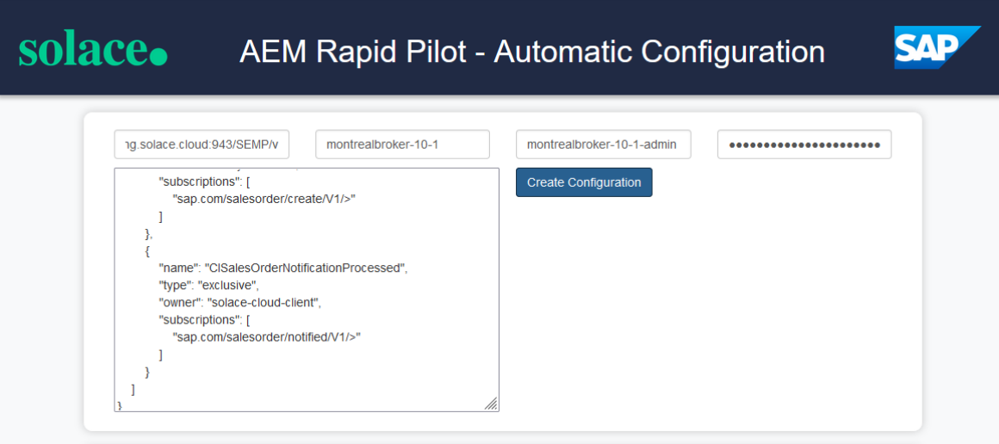 solace
AEM Rapid Pilot - Automatic Configuration
SAP
ng.solace.cloud:943/SEMP/v
montrealbroker-10-1
montrealbroker-10-1-admin
●●●●●●●●●●●●●●●●●●●●●●
"subscriptions": [
"sap.com/salesorder/create/V1/>"
]
},
{
"name": "CISalesOrderNotificationProcessed",
"type": "exclusive",
"owner": "solace-cloud-client",
"subscriptions": [
"sap.com/salesorder/notified/V1/>"
]
}
]
}
Create Configuration